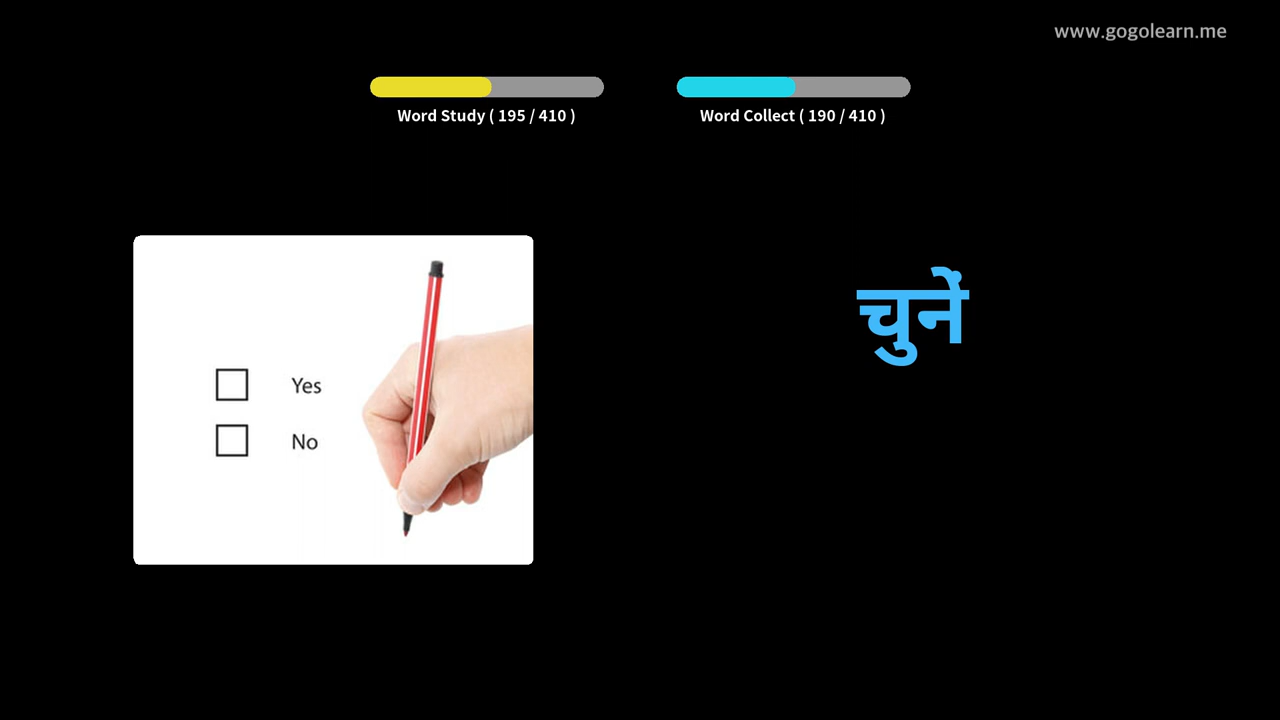 www.gogolearn.me
Word Study ( 195 / 410 )
Word Collect ( 190 / 410 )
चुनें
Yes
No